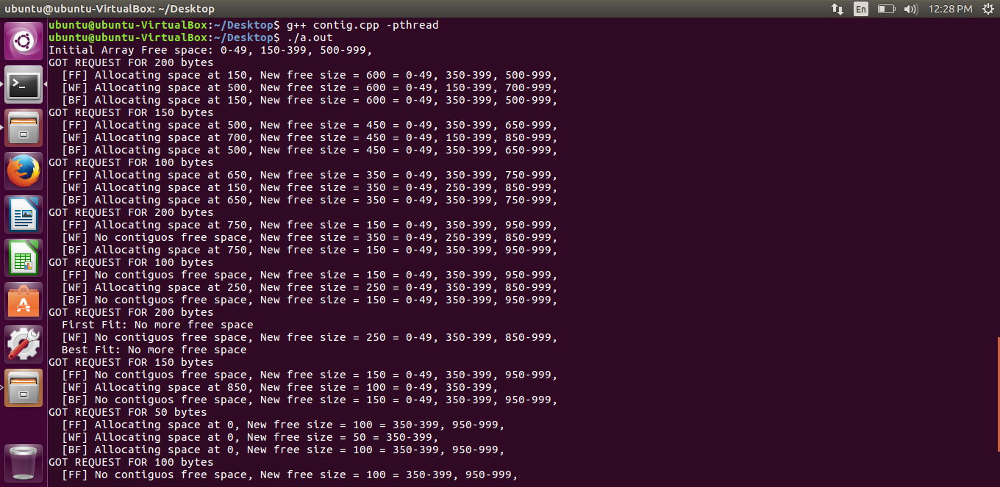 ubuntu@ubuntu-VirtualBox: ~/Desktop En 12:28 PM
ubuntu@ubuntu-VirtualBox:~/Desktop$ g++ contig.cpp -pthread
ubuntu@ubuntu-VirtualBox:~/Desktop$ ./a.out
Initial Array Free space: 0-49, 150-399, 500-999,
GOT REQUEST FOR 200 bytes
  [FF] Allocating space at 150, New free size = 600 = 0-49, 350-399, 500-999,
  [WF] Allocating space at 500, New free size = 600 = 0-49, 150-399, 700-999,
  [BF] Allocating space at 150, New free size = 600 = 0-49, 350-399, 500-999,
GOT REQUEST FOR 150 bytes
  [FF] Allocating space at 500, New free size = 450 = 0-49, 350-399, 650-999,
  [WF] Allocating space at 700, New free size = 450 = 0-49, 150-399, 850-999,
  [BF] Allocating space at 500, New free size = 450 = 0-49, 350-399, 650-999,
GOT REQUEST FOR 100 bytes
  [FF] Allocating space at 650, New free size = 350 = 0-49, 350-399, 750-999,
  [WF] Allocating space at 150, New free size = 350 = 0-49, 250-399, 850-999,
  [BF] Allocating space at 650, New free size = 350 = 0-49, 350-399, 750-999,
GOT REQUEST FOR 200 bytes
  [FF] Allocating space at 750, New free size = 150 = 0-49, 350-399, 950-999,
  [WF] No contiguos free space, New free size = 350 = 0-49, 250-399, 850-999,
  [BF] Allocating space at 750, New free size = 150 = 0-49, 350-399, 950-999,
GOT REQUEST FOR 100 bytes
  [FF] No contiguos free space, New free size = 150 = 0-49, 350-399, 950-999,
  [WF] Allocating space at 250, New free size = 250 = 0-49, 350-399, 850-999,
  [BF] No contiguos free space, New free size = 150 = 0-49, 350-399, 950-999,
GOT REQUEST FOR 200 bytes
  First Fit: No more free space
  [WF] No contiguos free space, New free size = 250 = 0-49, 350-399, 850-999,
  Best Fit: No more free space
GOT REQUEST FOR 150 bytes
  [FF] No contiguos free space, New free size = 150 = 0-49, 350-399, 950-999,
  [WF] Allocating space at 850, New free size = 100 = 0-49, 350-399,
  [BF] No contiguos free space, New free size = 150 = 0-49, 350-399, 950-999,
GOT REQUEST FOR 50 bytes
  [FF] Allocating space at 0, New free size = 100 = 350-399, 950-999,
  [WF] Allocating space at 0, New free size = 50 = 350-399,
  [BF] Allocating space at 0, New free size = 100 = 350-399, 950-999,
GOT REQUEST FOR 100 bytes
  [FF] No contiguos free space, New free size = 100 = 350-399, 950-999,